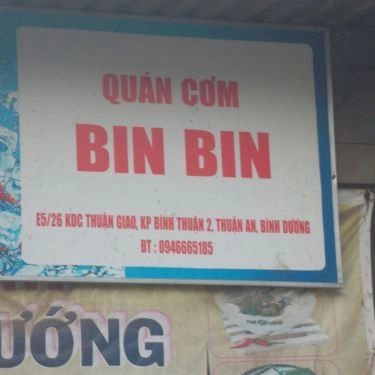 QUÁN CƠM
BIN BIN
E5/26 KDC THUẬN GIAO, KP BÌNH THUẬN 2, THUẬN AN, BÌNH DƯƠNG
ĐT : 0946665185
ƯỚNG